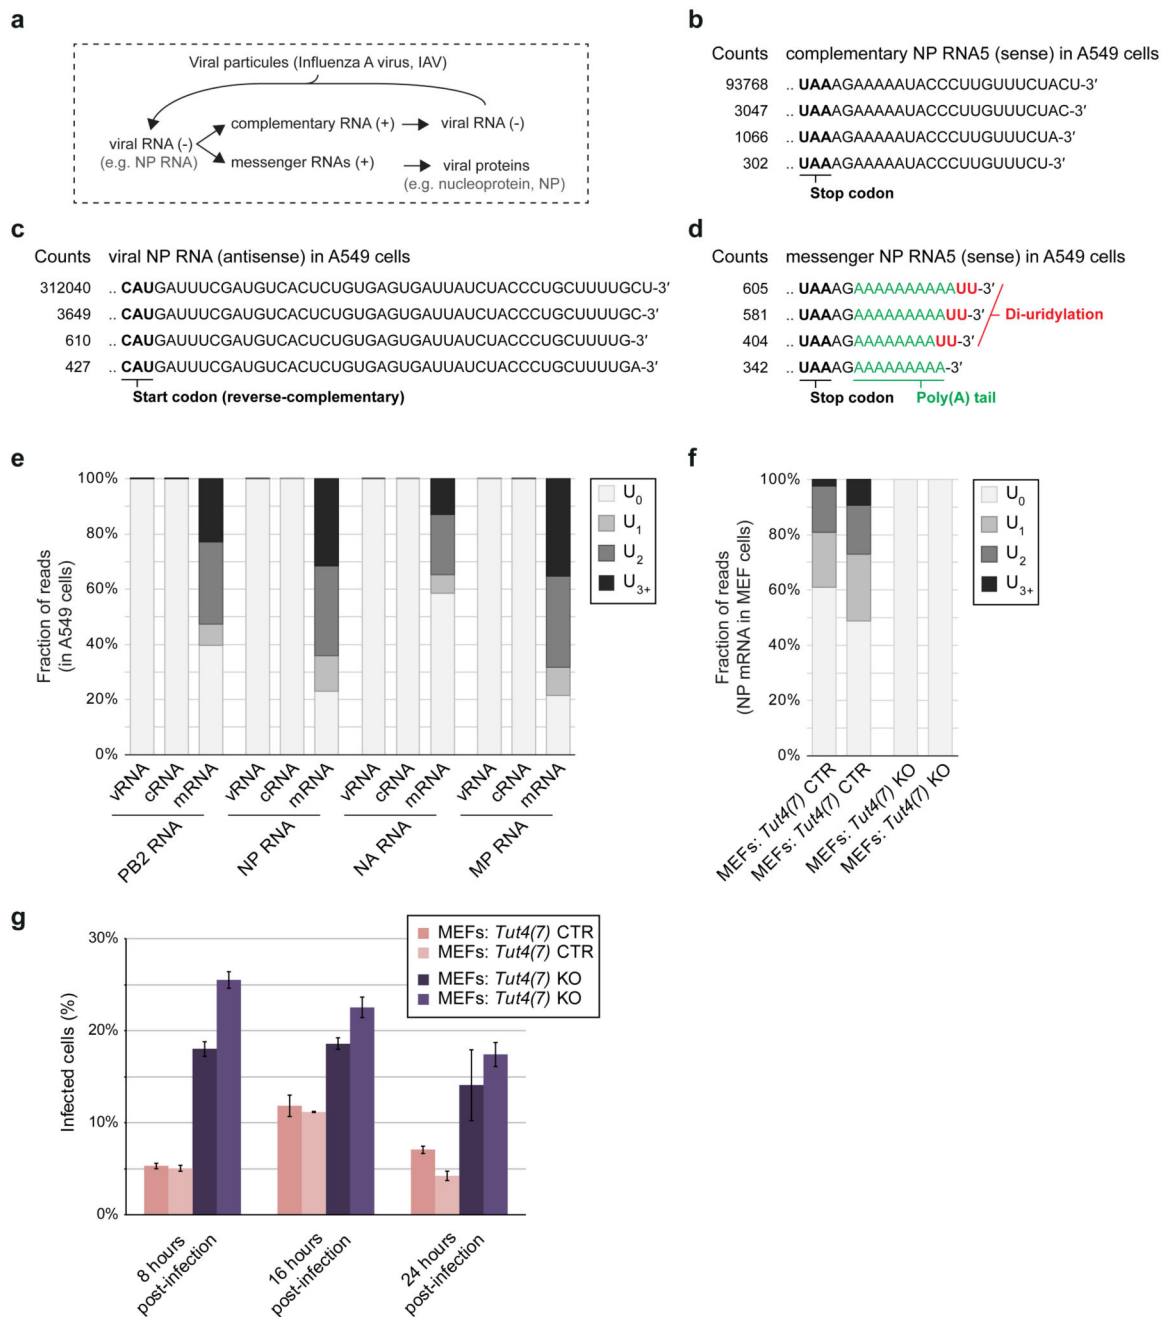 a
Viral particules (Influenza A virus, IAV)
complementary RNA (+)
viral RNA (-)
viral RNA (-)
(e.g. NP RNA)
messenger RNAs (+)
viral proteins
(e.g. nucleoprotein, NP)
b
Counts complementary NP RNA5 (sense) in A549 cells
93768 .. UAAAGAAAAAUACCCUUGUUUCUACU-3′
3047 .. UAAAGAAAAAUACCCUUGUUUCUAC-3′
1066 .. UAAAGAAAAAUACCCUUGUUUCUA-3′
302 .. UAAAGAAAAAUACCCUUGUUUCU-3′
Stop codon
c
Counts viral NP RNA (antisense) in A549 cells
312040 .. CAUGAUUUCGAUGUCACUCUGUGAGUGAUUAUCUACCCUGCUUUUGCU-3′
3649 .. CAUGAUUUCGAUGUCACUCUGUGAGUGAUUAUCUACCCUGCUUUUGC-3′
610 .. CAUGAUUUCGAUGUCACUCUGUGAGUGAUUAUCUACCCUGCUUUUG-3′
427 .. CAUGAUUUCGAUGUCACUCUGUGAGUGAUUAUCUACCCUGCUUUUGA-3′
Start codon (reverse-complementary)
d
Counts messenger NP RNA5 (sense) in A549 cells
605 .. UAAAGAAAAAAAAAAUU-3′
581 .. UAAAGAAAAAAAAAUU-3′
404 .. UAAAGAAAAAAAAUU-3′
342 .. UAAAGAAAAAAAAA-3′
Di-uridylation
Stop codon Poly(A) tail
e
Fraction of reads
(in A549 cells)
100%
80%
60%
40%
20%
0%
U0
U1
U2
U3+
vRNA cRNA mRNA vRNA cRNA mRNA vRNA cRNA mRNA vRNA cRNA mRNA
PB2 RNA NP RNA NA RNA MP RNA
f
Fraction of reads
(NP mRNA in MEF cells)
100%
80%
60%
40%
20%
0%
U0
U1
U2
U3+
MEFs: Tut4(7) CTR
MEFs: Tut4(7) CTR
MEFs: Tut4(7) KO
MEFs: Tut4(7) KO
g
Infected cells (%)
30%
20%
10%
0%
MEFs: Tut4(7) CTR
MEFs: Tut4(7) CTR
MEFs: Tut4(7) KO
MEFs: Tut4(7) KO
8 hours
post-infection
16 hours
post-infection
24 hours
post-infection